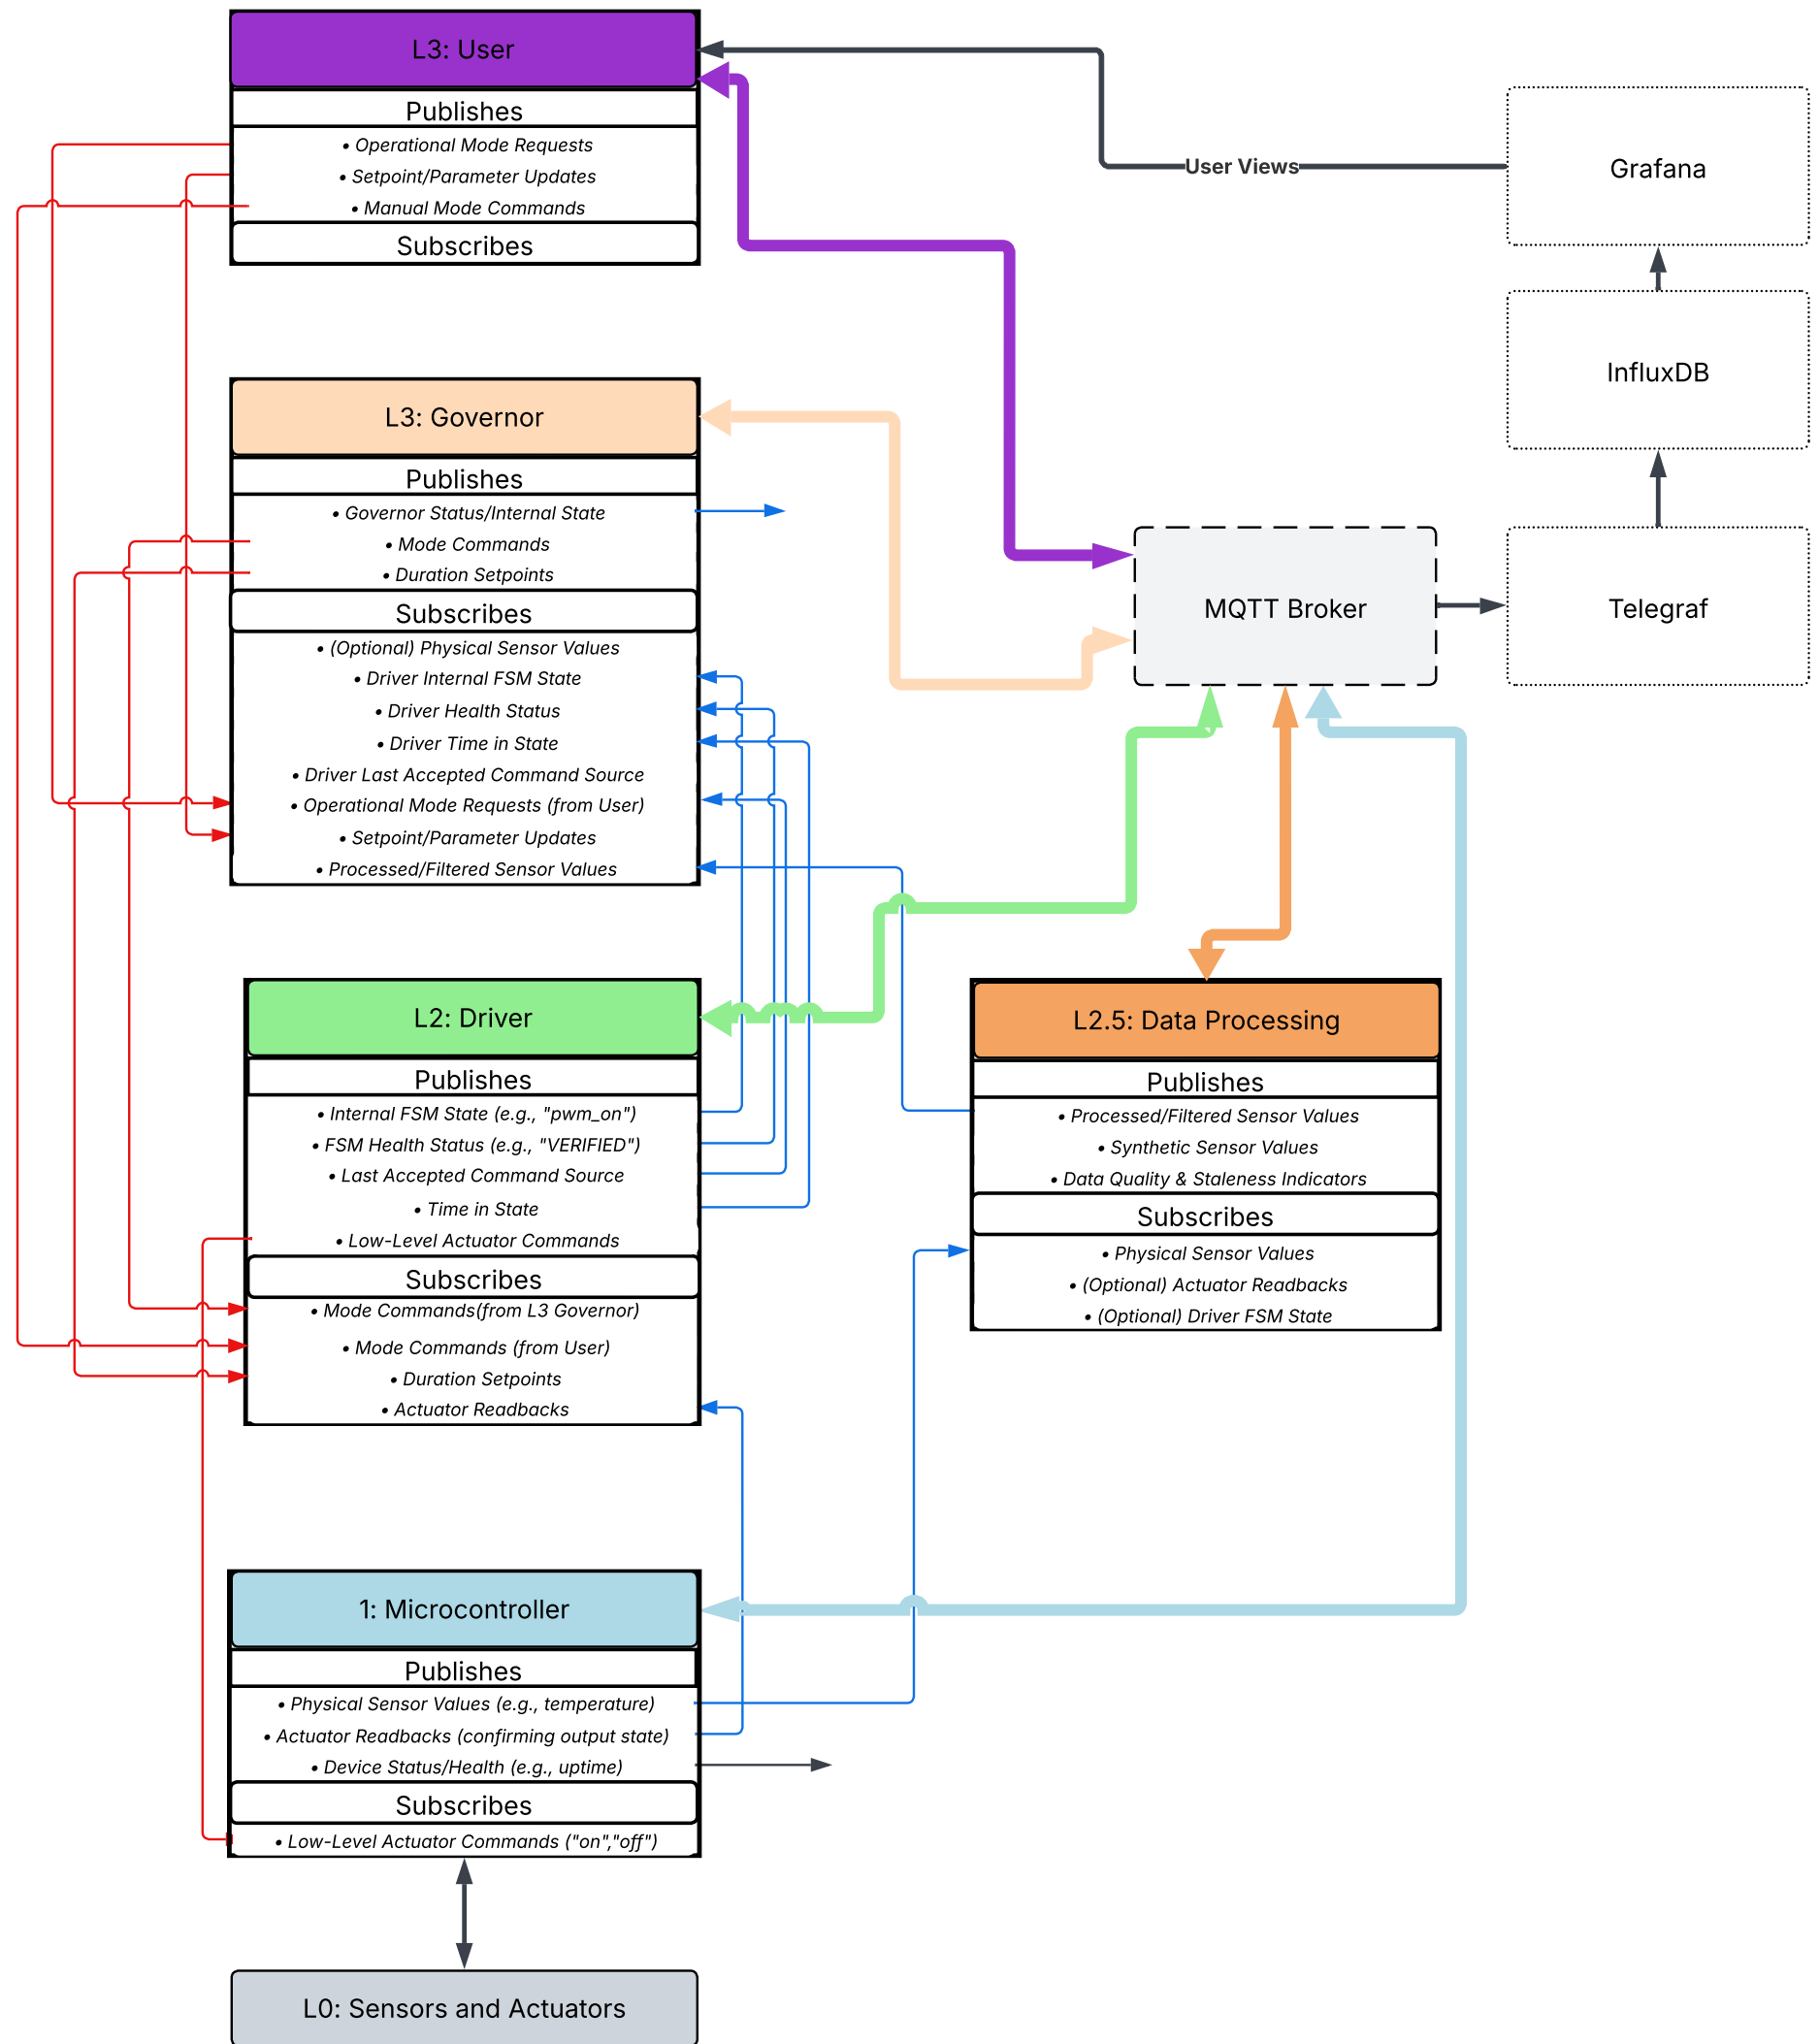 L3: User
Publishes
• Operational Mode Requests
• Setpoint/Parameter Updates
• Manual Mode Commands
Subscribes
User Views
Grafana
InfluxDB
L3: Governor
Publishes
• Governor Status/Internal State
• Mode Commands
• Duration Setpoints
Subscribes
• (Optional) Physical Sensor Values
• Driver Internal FSM State
• Driver Health Status
• Driver Time in State
• Driver Last Accepted Command Source
• Operational Mode Requests (from User)
• Setpoint/Parameter Updates
• Processed/Filtered Sensor Values
MQTT Broker
Telegraf
L2: Driver
Publishes
• Internal FSM State (e.g., "pwm_on")
• FSM Health Status (e.g., "VERIFIED")
• Last Accepted Command Source
• Time in State
• Low-Level Actuator Commands
Subscribes
• Mode Commands(from L3 Governor)
• Mode Commands (from User)
• Duration Setpoints
• Actuator Readbacks
L2.5: Data Processing
Publishes
• Processed/Filtered Sensor Values
• Synthetic Sensor Values
• Data Quality & Staleness Indicators
Subscribes
• Physical Sensor Values
• (Optional) Actuator Readbacks
• (Optional) Driver FSM State
1: Microcontroller
Publishes
• Physical Sensor Values (e.g., temperature)
• Actuator Readbacks (confirming output state)
• Device Status/Health (e.g., uptime)
Subscribes
• Low-Level Actuator Commands ("on","off")
L0: Sensors and Actuators